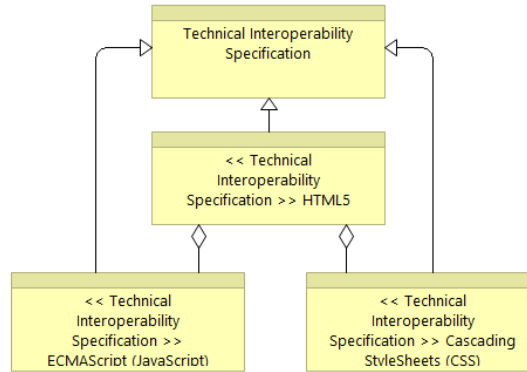 Technical Interoperability
Specification
<< Technical
Interoperability
Specification >> HTML5
<< Technical
Interoperability
Specification >>
ECMAScript (JavaScript)
<< Technical
Interoperability
Specification >> Cascading
StyleSheets (CSS)